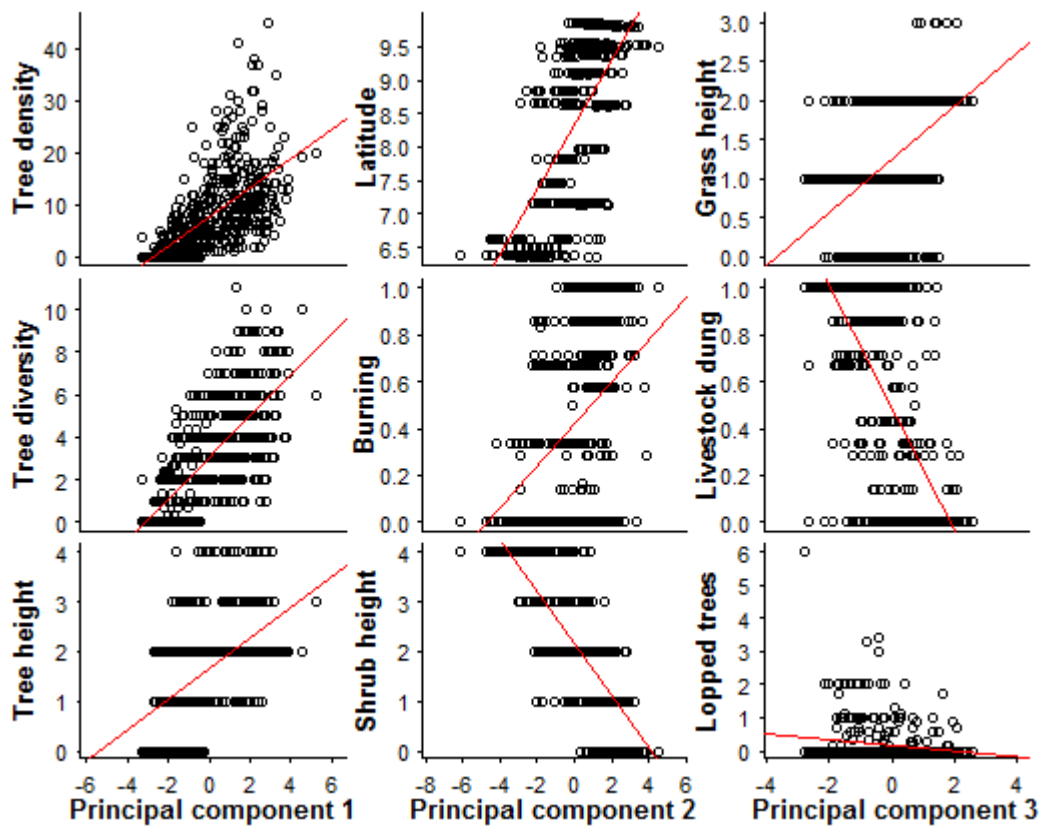 Tree density
0 10 20 30 40
Latitude
6.5 7.0 7.5 8.0 8.5 9.0 9.5
Grass height
0.0 0.5 1.0 1.5 2.0 2.5 3.0
Tree diversity
0 2 4 6 8 10
Burning
0.0 0.2 0.4 0.6 0.8 1.0
Livestock dung
0.0 0.2 0.4 0.6 0.8 1.0
Tree height
0 1 2 3 4
Shrub height
0 1 2 3 4
Lopped trees
0 1 2 3 4 5 6
-6 -4 -2 0 2 4 6
Principal component 1
-8 -6 -4 -2 0 2 4 6
Principal component 2
-4 -2 0 2 4
Principal component 3